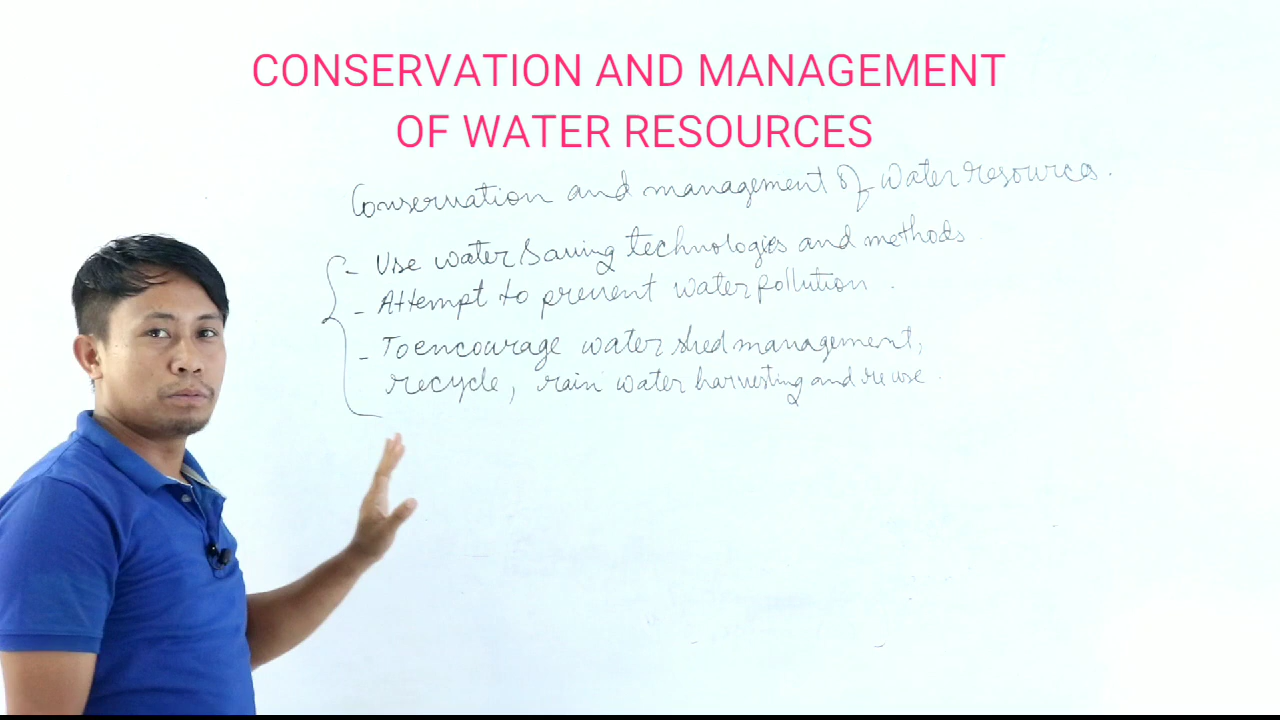 CONSERVATION AND MANAGEMENT
OF WATER RESOURCES
Conservation and management of water resources.
- Use water saving technologies and methods.
- Attempt to prevent water pollution.
- To encourage water shed management,
recycle, rain water harvesting and re use.